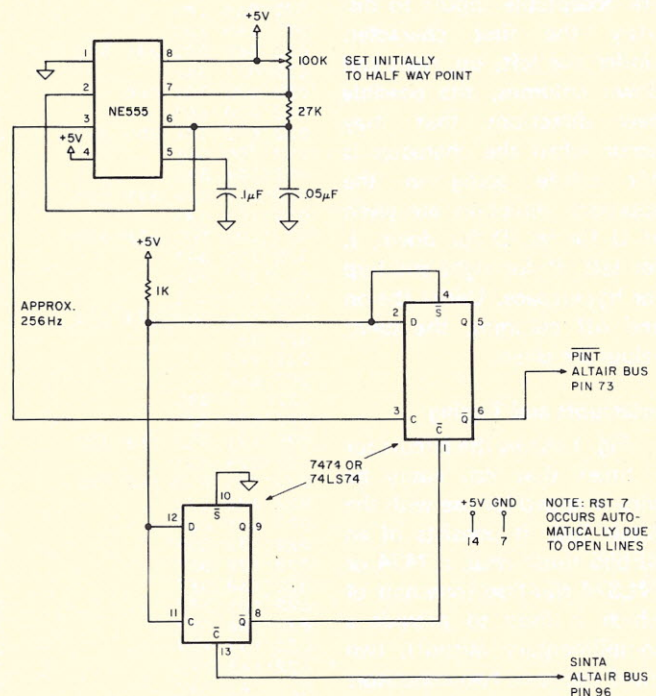 +5V
1
2
3
4
NE555
8
7
6
5
+5V
100K
SET INITIALLY
TO HALF WAY POINT
27K
.1µF
.05µF
+5V
1K
APPROX.
256Hz
2
D
4
S̅
Q
5
3
C
C̅
Q̅
6
1
P̅I̅N̅T̅
ALTAIR BUS
PIN 73
7474 OR
74LS74
+5V GND
14 7
NOTE: RST 7
OCCURS AUTO-
MATICALLY DUE
TO OPEN LINES
10
S̅
12
D
Q
9
11
C
C̅
Q̅
8
13
SINTA
ALTAIR BUS
PIN 96